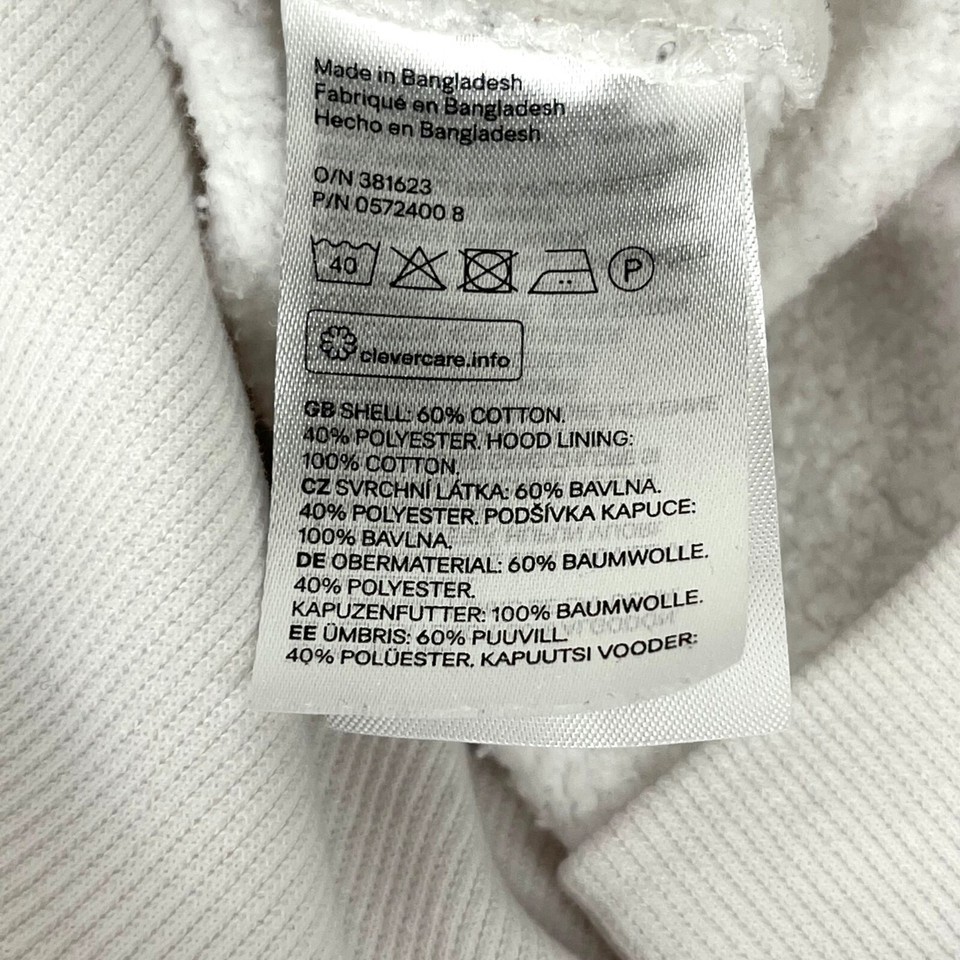 Made in Bangladesh
Fabriqué en Bangladesh
Hecho en Bangladesh
O/N 381623
P/N 0572400 8
40 P
clevercare.info
GB SHELL: 60% COTTON.
40% POLYESTER. HOOD LINING:
100% COTTON.
CZ SVRCHNÍ LÁTKA: 60% BAVLNA.
40% POLYESTER. PODŠÍVKA KAPUCE:
100% BAVLNA.
DE OBERMATERIAL: 60% BAUMWOLLE.
40% POLYESTER.
KAPUZENFUTTER: 100% BAUMWOLLE.
EE ÜMBRIS: 60% PUUVILL.
40% POLÜESTER. KAPUUTSI VOODER: